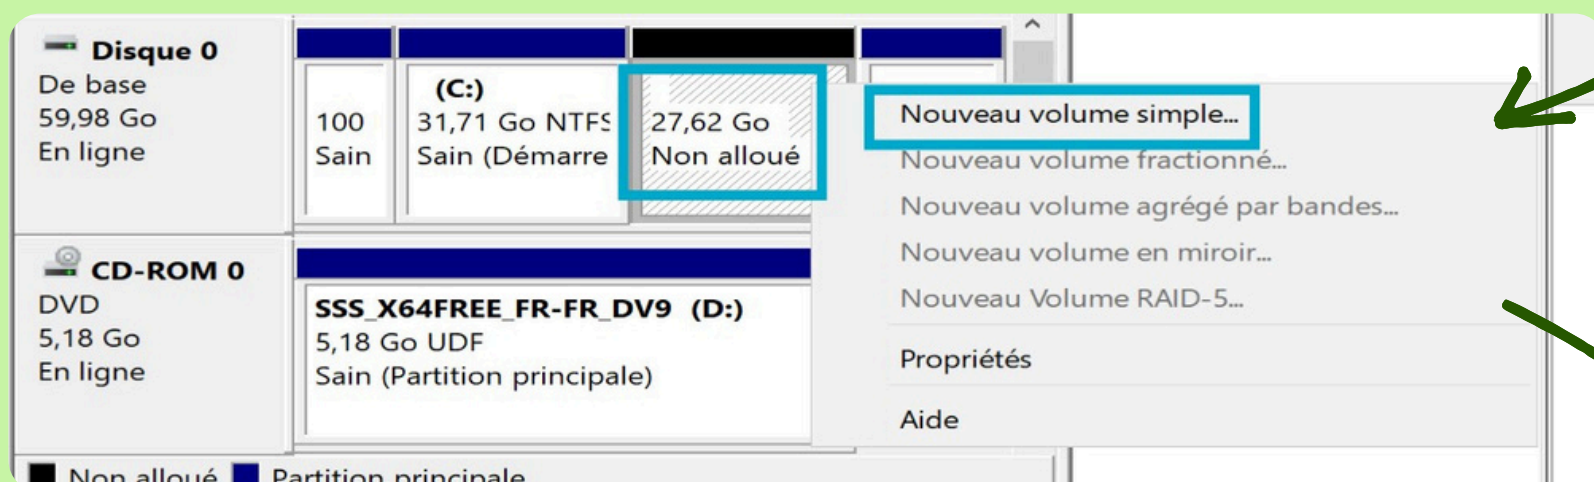 Disque 0
De base
59,98 Go
En ligne
100
Sain
(C:)
31,71 Go NTFS
Sain (Démarre
27,62 Go
Non alloué
Nouveau volume simple...
Nouveau volume fractionné...
Nouveau volume agrégé par bandes...
Nouveau volume en miroir...
Nouveau Volume RAID-5...
Propriétés
Aide
CD-ROM 0
DVD
5,18 Go
En ligne
SSS_X64FREE_FR-FR_DV9 (D:)
5,18 Go UDF
Sain (Partition principale)
Non alloué Partition principale